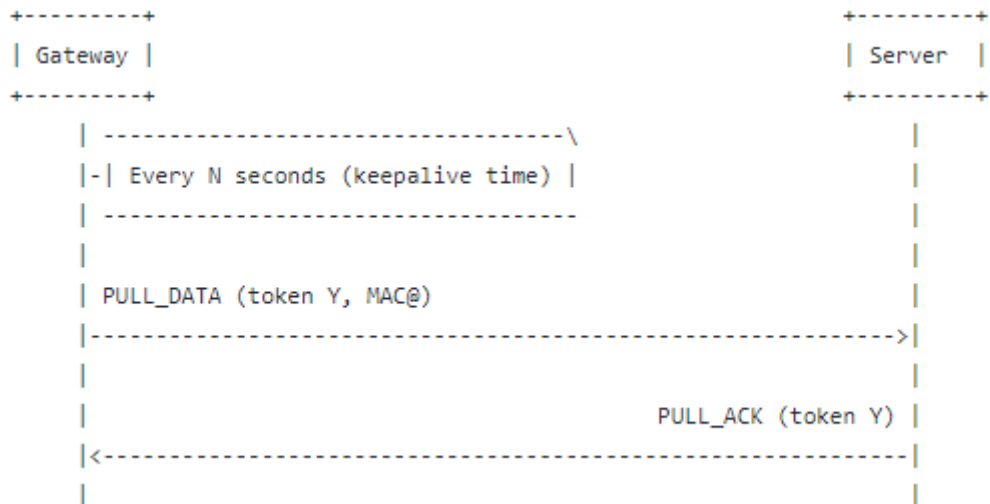 +---------+                                                    +---------+
| Gateway |                                                    | Server  |
+---------+                                                    +---------+
     | -----------------------------------\                         |
     |-| Every N seconds (keepalive time) |                         |
     | ------------------------------------                         |
     |                                                              |
     | PULL_DATA (token Y, MAC@)                                    |
     |------------------------------------------------------------->|
     |                                                              |
     |                                           PULL_ACK (token Y) |
     |<-------------------------------------------------------------|
     |                                                              |